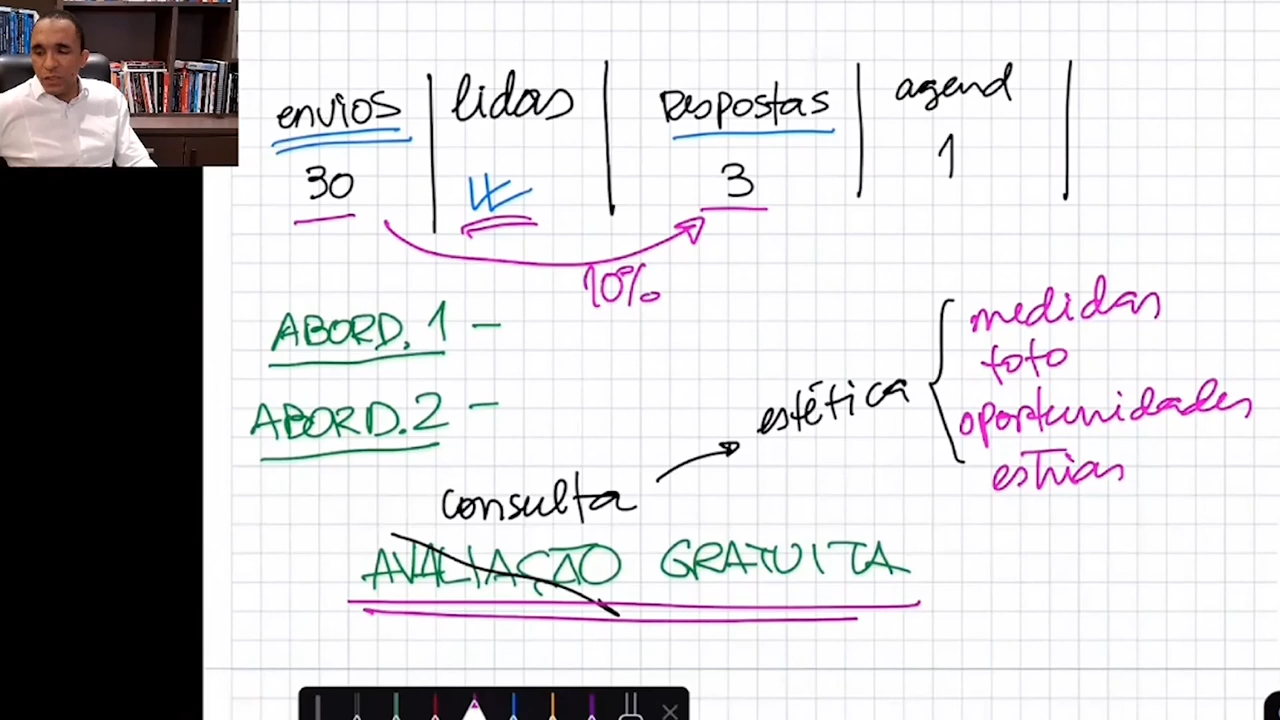 envios lidas Respostas agend
30 3 1
10%
ABORD. 1 -
ABORD. 2 -
medidas
foto
estética
oportunidades
estrias
consulta
AVALIAÇÃO GRATUITA